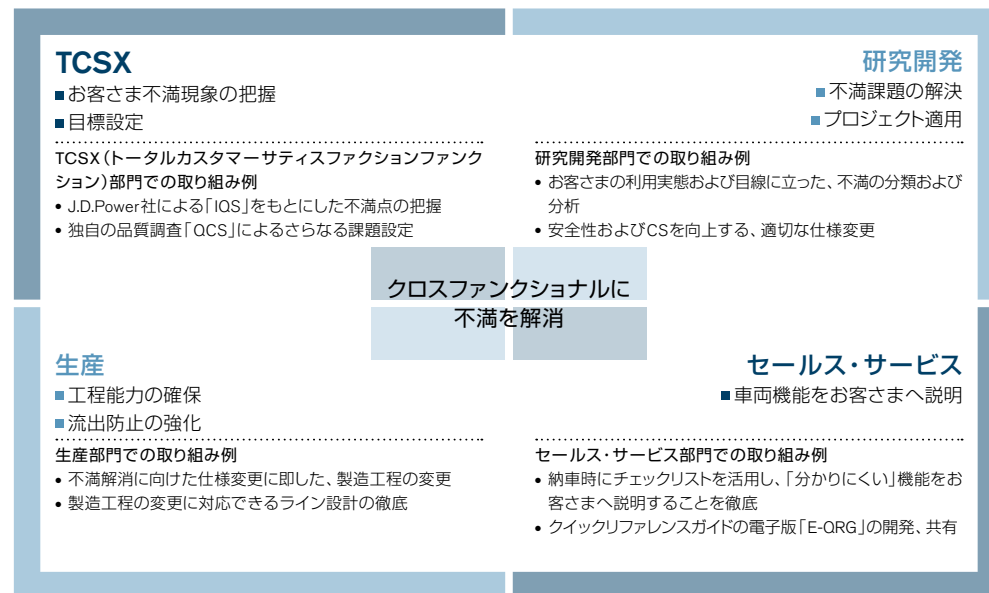 TCSX
■お客さま不満現象の把握
■目標設定
TCSX（トータルカスタマーサティスファクションファンク
ション）部門での取り組み例
• J.D.Power社による「IQS」をもとにした不満点の把握
• 独自の品質調査「QCS」によるさらなる課題設定
研究開発
■不満課題の解決
■プロジェクト適用
研究開発部門での取り組み例
• お客さまの利用実態および目線に立った、不満の分類および
分析
• 安全性およびCSを向上する、適切な仕様変更
クロスファンクショナルに
不満を解消
生産
■工程能力の確保
■流出防止の強化
生産部門での取り組み例
• 不満解消に向けた仕様変更に即した、製造工程の変更
• 製造工程の変更に対応できるライン設計の徹底
セールス・サービス
■車両機能をお客さまへ説明
セールス・サービス部門での取り組み例
• 納車時にチェックリストを活用し、「分かりにくい」機能をお
客さまへ説明することを徹底
• クイックリファレンスガイドの電子版「E-QRG」の開発、共有